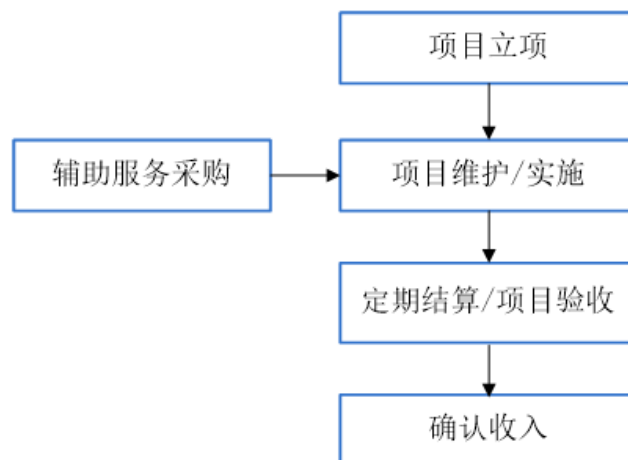 项目立项
辅助服务采购
项目维护/实施
定期结算/项目验收
确认收入